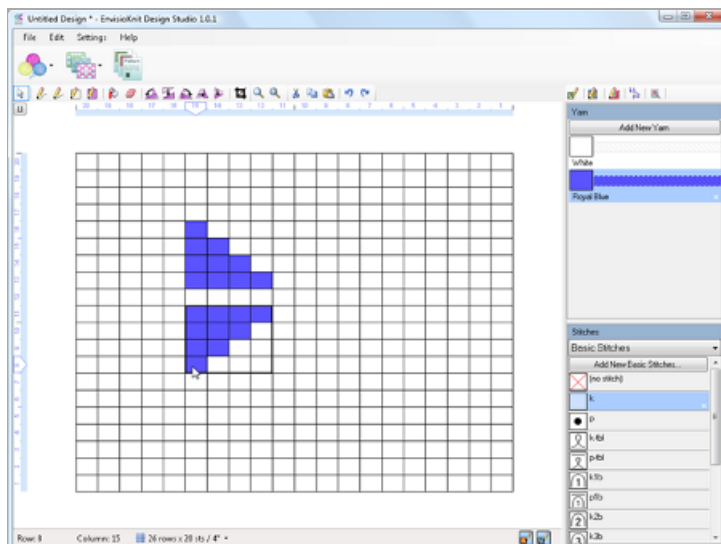 Untitled Design * - EnvisioKnit Design Studio 1.0.1
File Edit Settings Help
Yarn
Add New Yarn
White
Royal Blue
Stitches
Basic Stitches
Add New Basic Stitches...
(no stitch)
k
p
k-tbl
p-tbl
k1b
p1b
k2b
k3b
Row: 8 Column: 15 26 rows x 20 sts / 4"